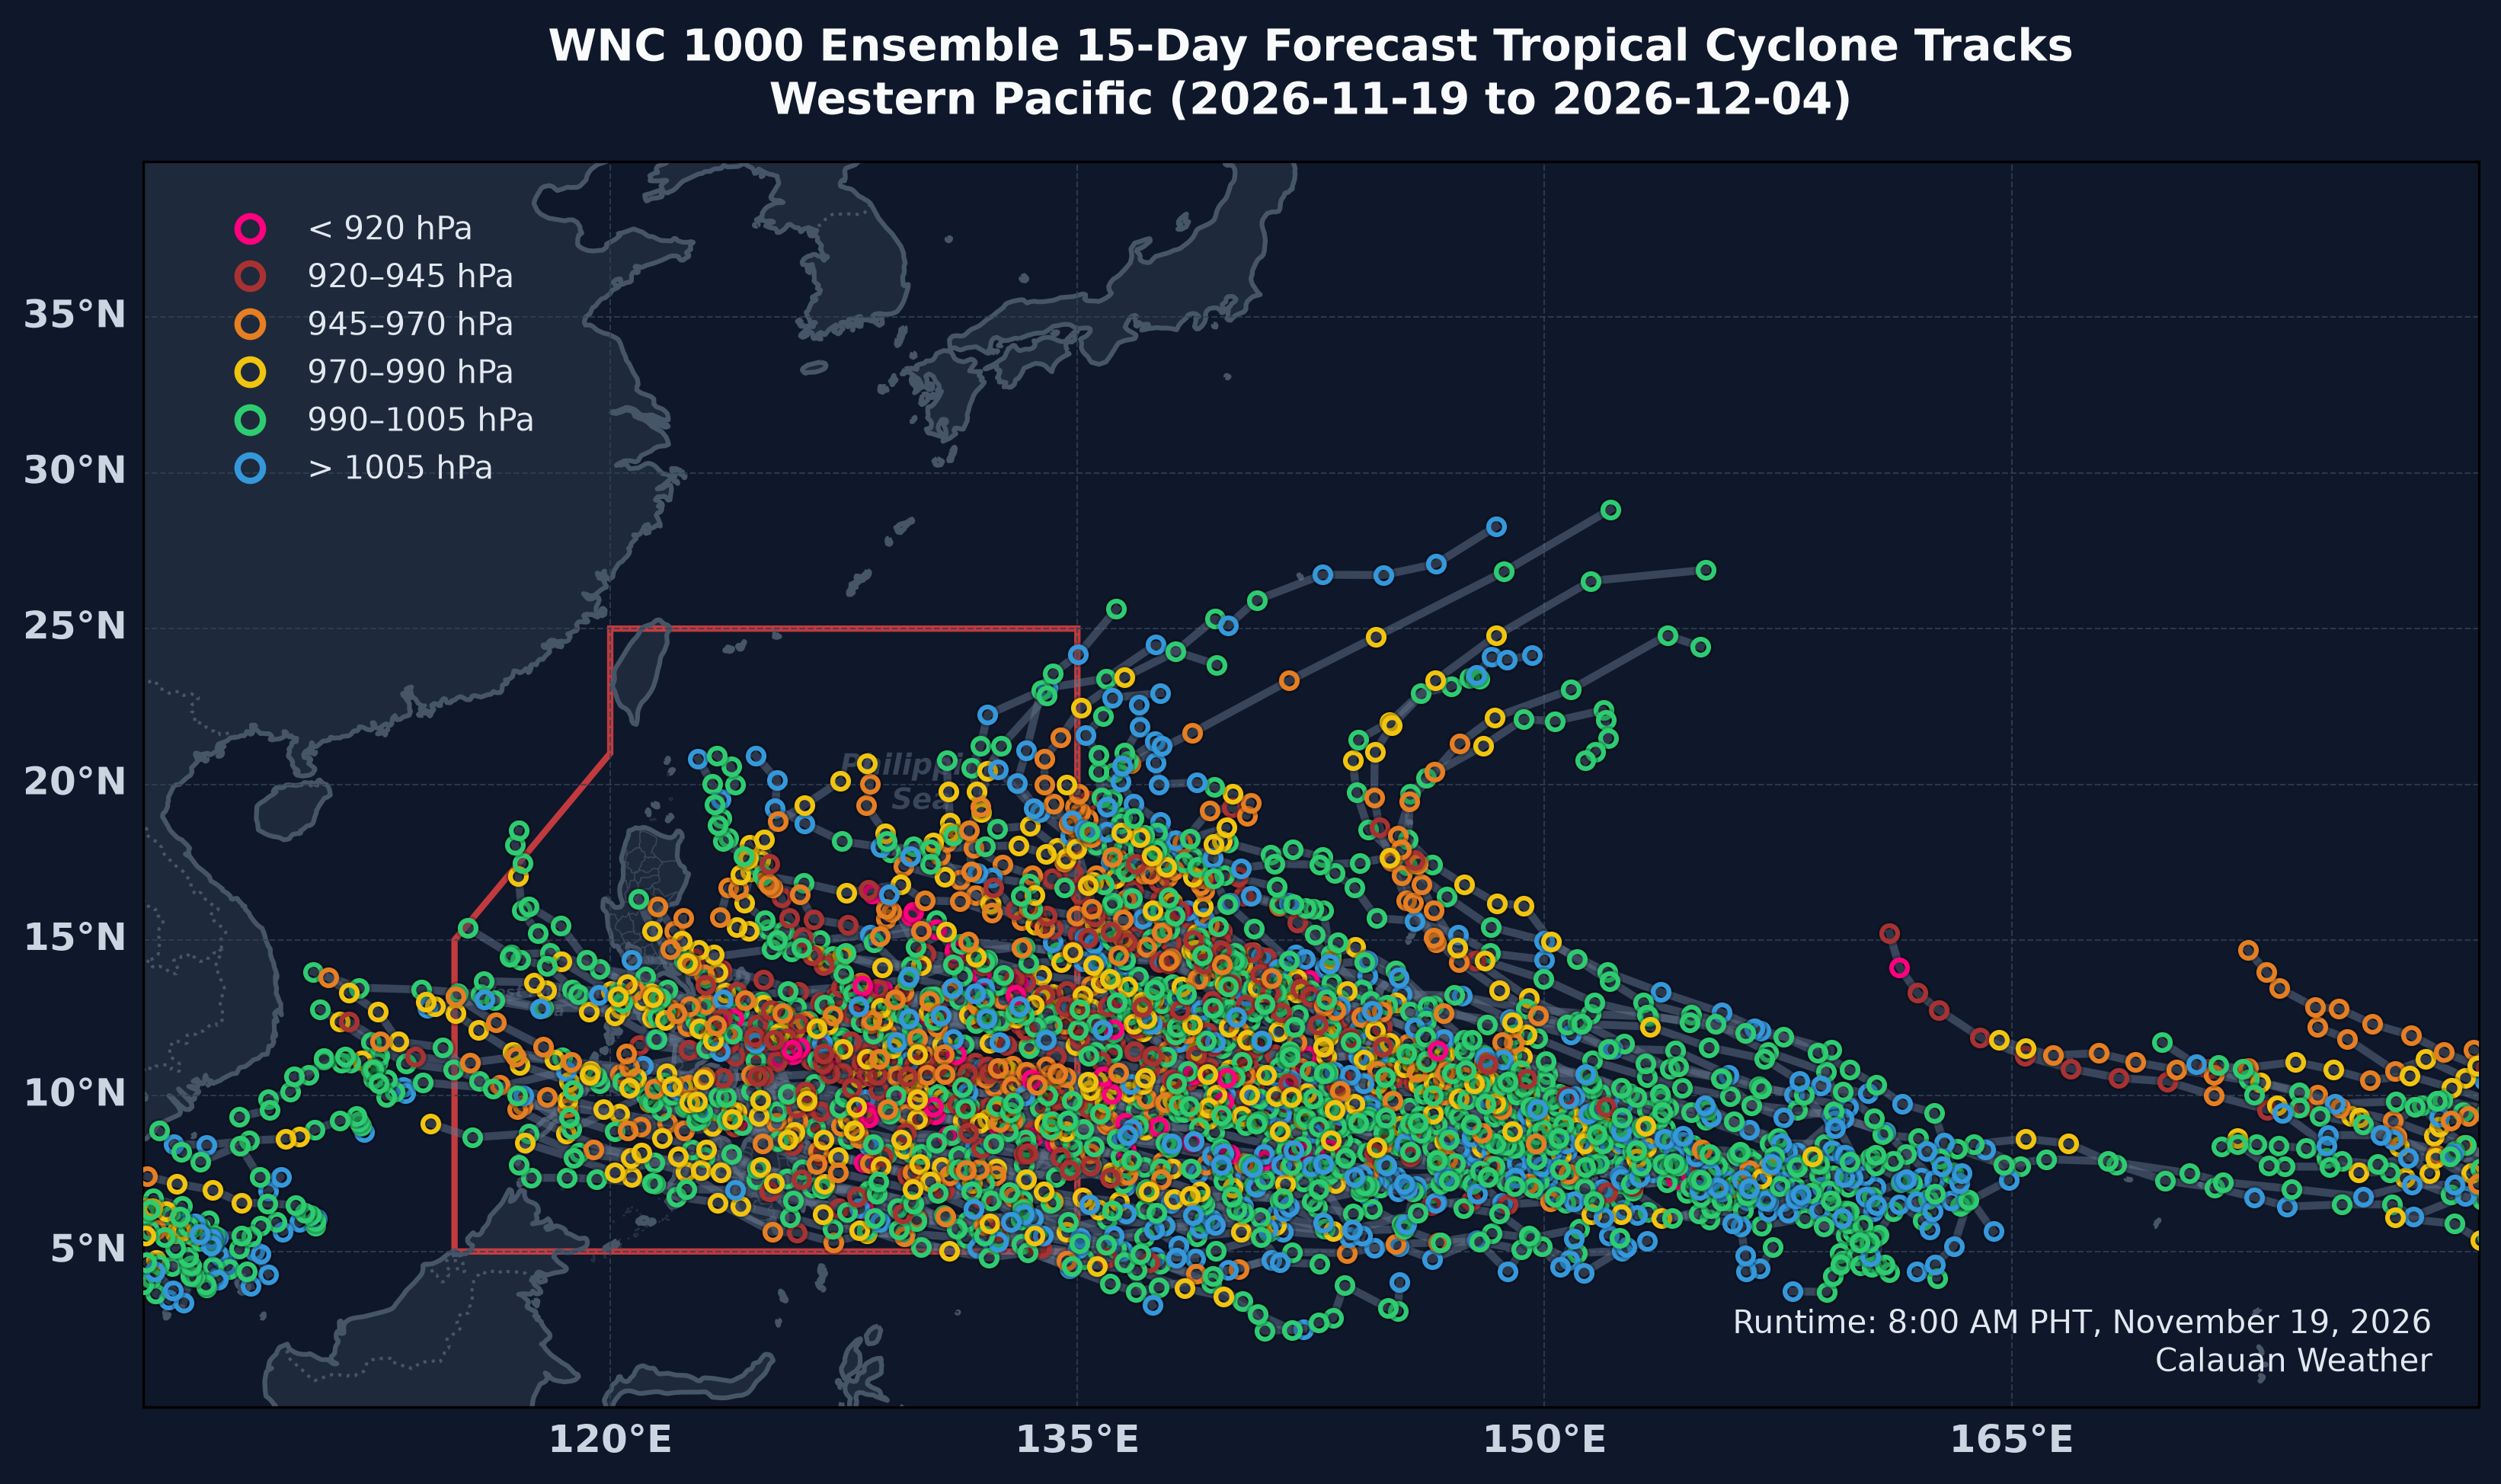 WNC 1000 Ensemble 15-Day Forecast Tropical Cyclone Tracks
Western Pacific (2026-11-19 to 2026-12-04)
< 920 hPa
920–945 hPa
945–970 hPa
970–990 hPa
990–1005 hPa
> 1005 hPa
35°N
30°N
25°N
20°N
15°N
10°N
5°N
Sea
Runtime: 8:00 AM PHT, November 19, 2026
Calauan Weather
120°E
135°E
150°E
165°E